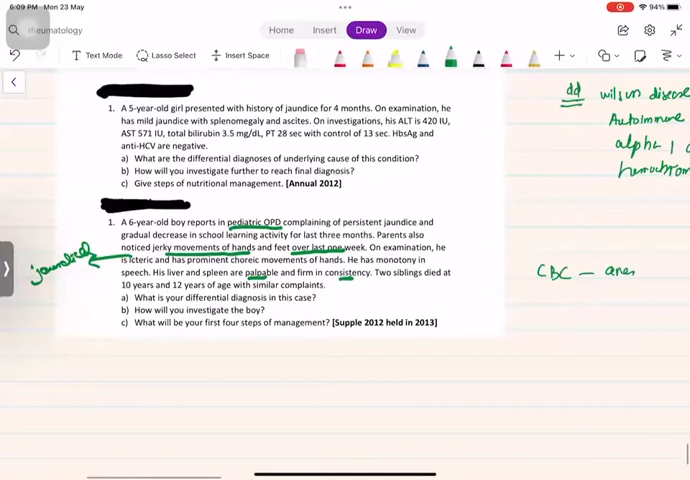 6:09 PM Mon 23 May
94%
Home Insert Draw View
Text Mode Lasso Select Insert Space
1. A 5-year-old girl presented with history of jaundice for 4 months. On examination, he
has mild jaundice with splenomegaly and ascites. On investigations, his ALT is 420 IU,
AST 571 IU, total bilirubin 3.5 mg/dL, PT 28 sec with control of 13 sec. HbsAg and
anti-HCV are negative.
a) What are the differential diagnoses of underlying cause of this condition?
b) How will you investigate further to reach final diagnosis?
c) Give steps of nutritional management. [Annual 2012]
1. A 6-year-old boy reports in pediatric OPD complaining of persistent jaundice and
gradual decrease in school learning activity for last three months. Parents also
noticed jerky movements of hands and feet over last one week. On examination, he
is icteric and has prominent choreic movements of hands. He has monotony in
speech. His liver and spleen are palpable and firm in consistency. Two siblings died at
10 years and 12 years of age with similar complaints.
a) What is your differential diagnosis in this case?
b) How will you investigate the boy?
c) What will be your first four steps of management? [Supple 2012 held in 2013]
dd wilson disease
Autoimmune
alpha 1
hemochrom
CBC – anem